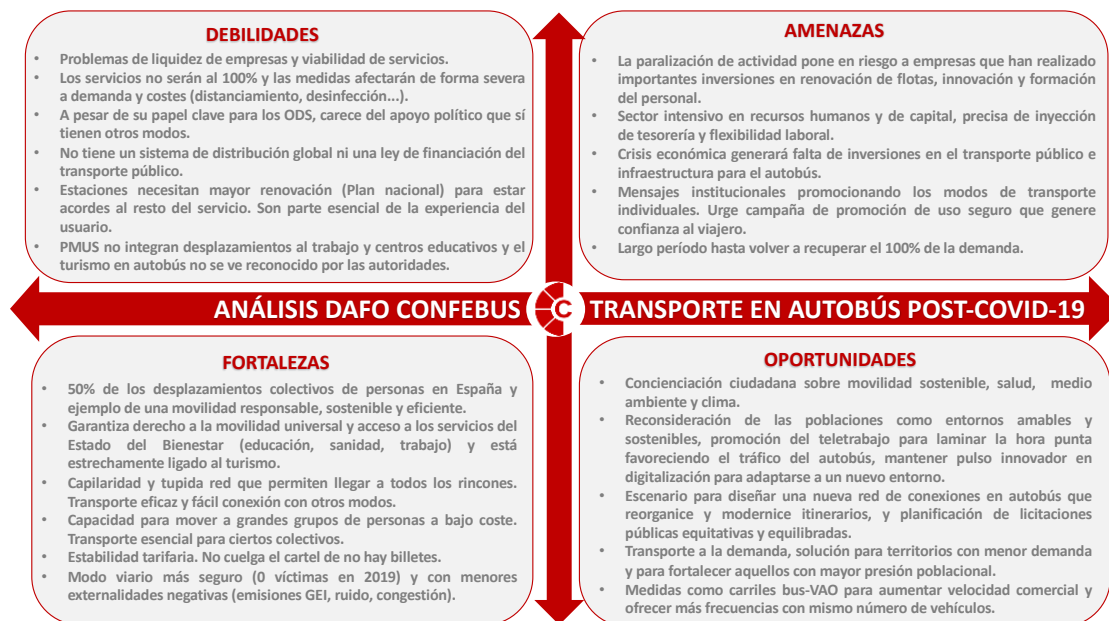 DEBILIDADES
• Problemas de liquidez de empresas y viabilidad de servicios.
• Los servicios no serán al 100% y las medidas afectarán de forma severa
a demanda y costes (distanciamiento, desinfección...).
• A pesar de su papel clave para los ODS, carece del apoyo político que sí
tienen otros modos.
• No tiene un sistema de distribución global ni una ley de financiación del
transporte público.
• Estaciones necesitan mayor renovación (Plan nacional) para estar
acordes al resto del servicio. Son parte esencial de la experiencia del
usuario.
• PMUS no integran desplazamientos al trabajo y centros educativos y el
turismo en autobús no se ve reconocido por las autoridades.
AMENAZAS
• La paralización de actividad pone en riesgo a empresas que han realizado
importantes inversiones en renovación de flotas, innovación y formación
del personal.
• Sector intensivo en recursos humanos y de capital, precisa de inyección
de tesorería y flexibilidad laboral.
• Crisis económica generará falta de inversiones en el transporte público e
infraestructura para el autobús.
• Mensajes institucionales promocionando los modos de transporte
individuales. Urge campaña de promoción de uso seguro que genere
confianza al viajero.
• Largo período hasta volver a recuperar el 100% de la demanda.
ANÁLISIS DAFO CONFEBUS C TRANSPORTE EN AUTOBÚS POST-COVID-19
FORTALEZAS
• 50% de los desplazamientos colectivos de personas en España y
ejemplo de una movilidad responsable, sostenible y eficiente.
• Garantiza derecho a la movilidad universal y acceso a los servicios del
Estado del Bienestar (educación, sanidad, trabajo) y está
estrechamente ligado al turismo.
• Capilaridad y tupida red que permiten llegar a todos los rincones.
Transporte eficaz y fácil conexión con otros modos.
• Capacidad para mover a grandes grupos de personas a bajo coste.
Transporte esencial para ciertos colectivos.
• Estabilidad tarifaria. No cuelga el cartel de no hay billetes.
• Modo viario más seguro (0 víctimas en 2019) y con menores
externalidades negativas (emisiones GEI, ruido, congestión).
OPORTUNIDADES
• Concienciación ciudadana sobre movilidad sostenible, salud, medio
ambiente y clima.
• Reconsideración de las poblaciones como entornos amables y
sostenibles, promoción del teletrabajo para laminar la hora punta
favoreciendo el tráfico del autobús, mantener pulso innovador en
digitalización para adaptarse a un nuevo entorno.
• Escenario para diseñar una nueva red de conexiones en autobús que
reorganice y modernice itinerarios, y planificación de licitaciones
públicas equitativas y equilibradas.
• Transporte a la demanda, solución para territorios con menor demanda
y para fortalecer aquellos con mayor presión poblacional.
• Medidas como carriles bus-VAO para aumentar velocidad comercial y
ofrecer más frecuencias con mismo número de vehículos.